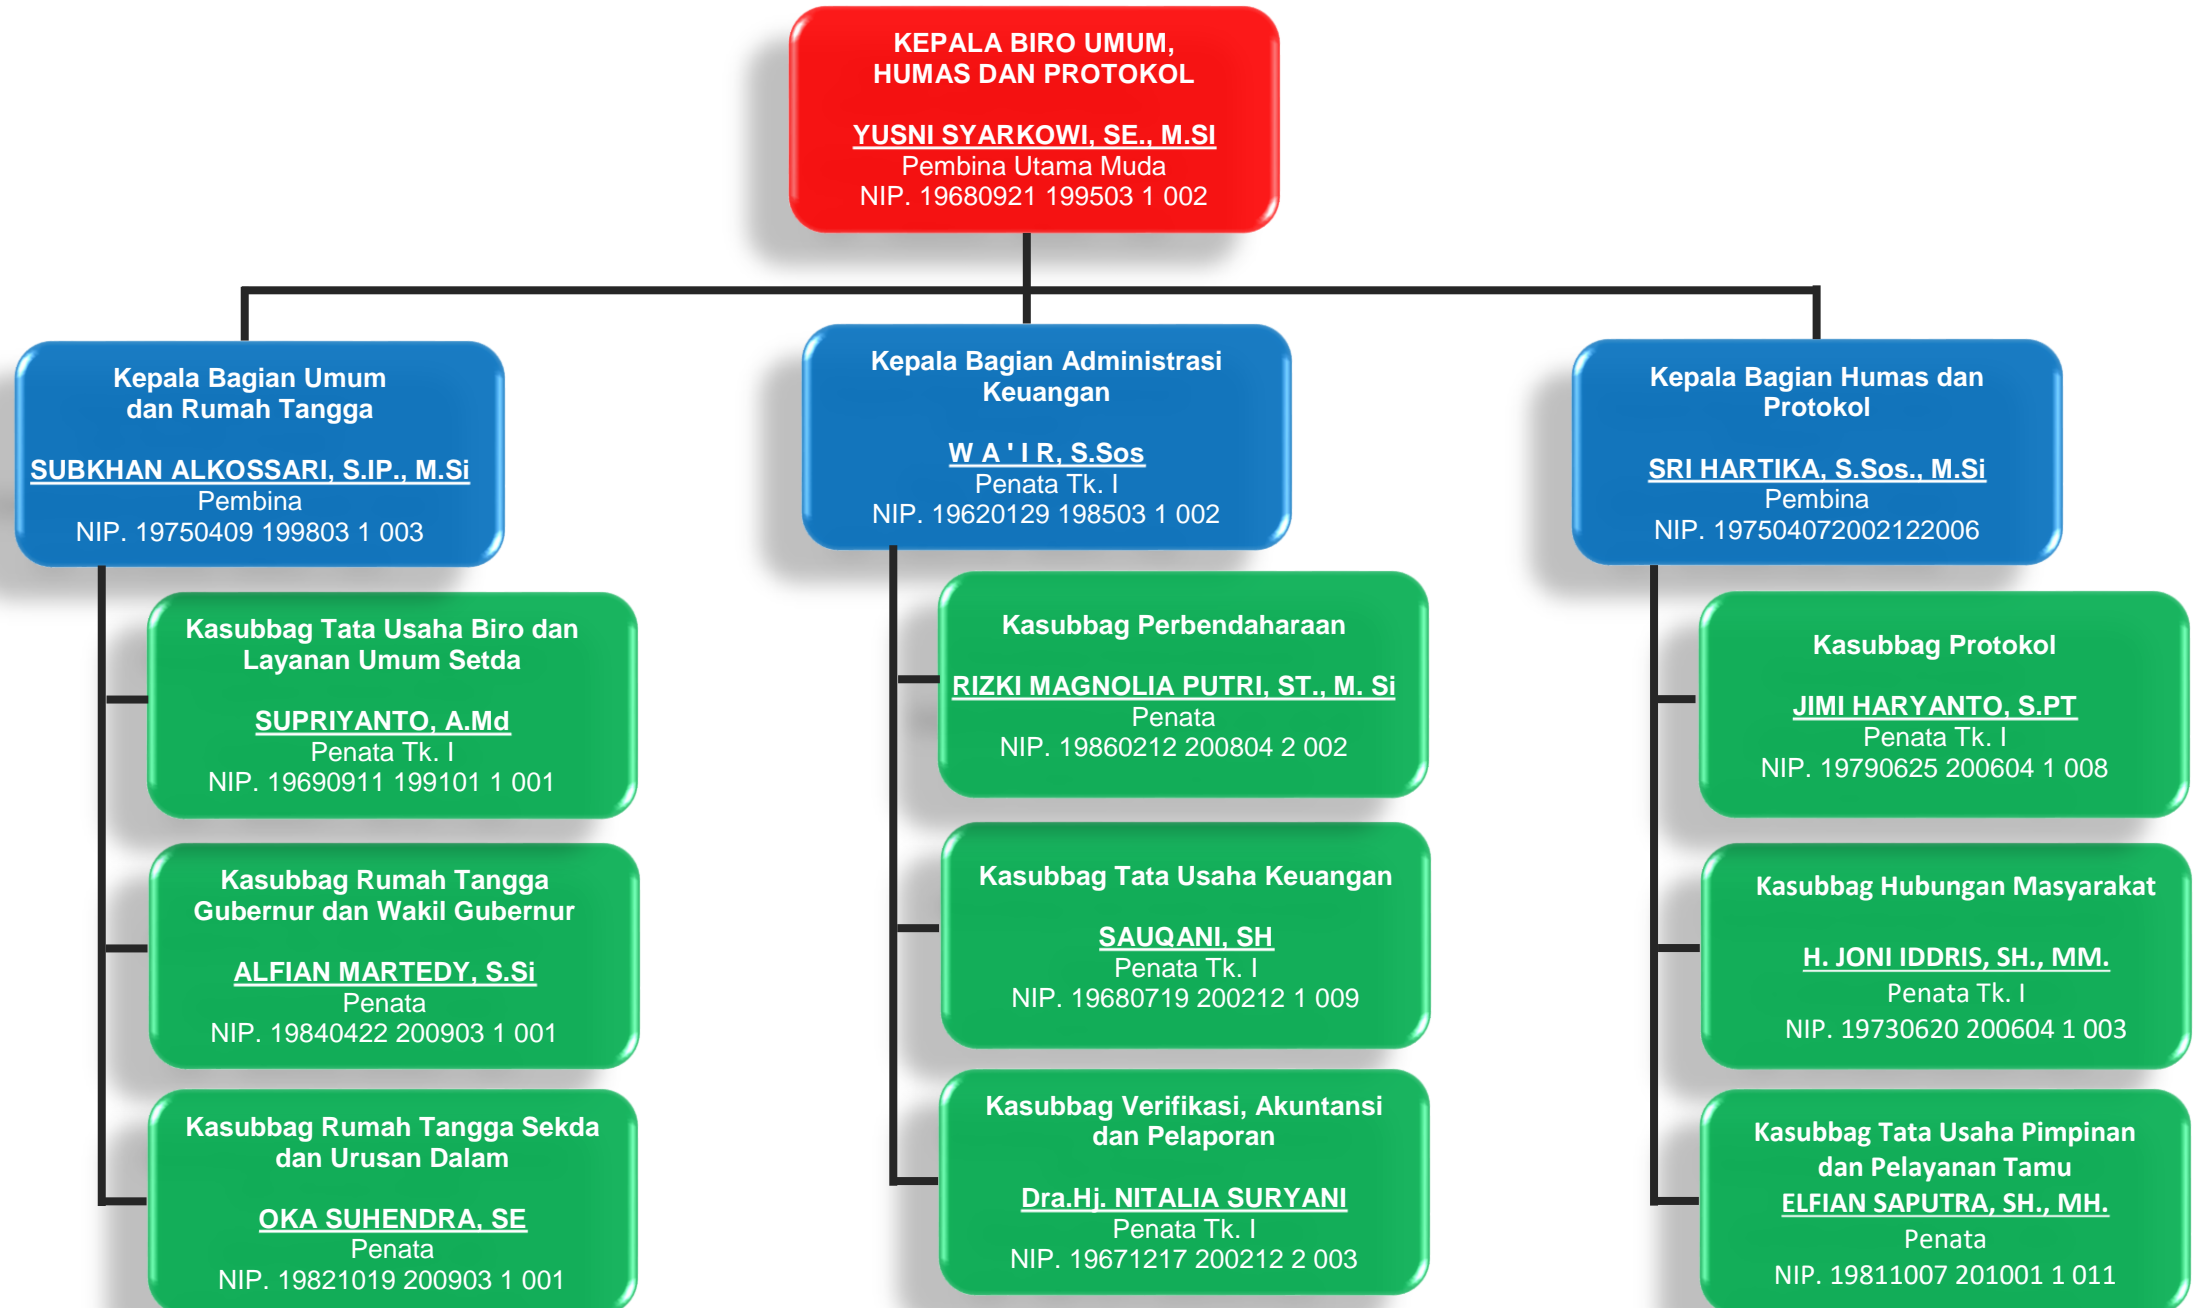 KEPALA BIRO UMUM,
HUMAS DAN PROTOKOL
YUSNI SYARKOWI, SE., M.SI
Pembina Utama Muda
NIP. 19680921 199503 1 002
Kepala Bagian Umum
dan Rumah Tangga
SUBKHAN ALKOSSARI, S.IP., M.Si
Pembina
NIP. 19750409 199803 1 003
Kasubbag Tata Usaha Biro dan
Layanan Umum Setda
SUPRIYANTO, A.Md
Penata Tk. I
NIP. 19690911 199101 1 001
Kasubbag Rumah Tangga
Gubernur dan Wakil Gubernur
ALFIAN MARTEDY, S.Si
Penata
NIP. 19840422 200903 1 001
Kasubbag Rumah Tangga Sekda
dan Urusan Dalam
OKA SUHENDRA, SE
Penata
NIP. 19821019 200903 1 001
Kepala Bagian Administrasi
Keuangan
W A ' I R, S.Sos
Penata Tk. I
NIP. 19620129 198503 1 002
Kasubbag Perbendaharaan
RIZKI MAGNOLIA PUTRI, ST., M. Si
Penata
NIP. 19860212 200804 2 002
Kasubbag Tata Usaha Keuangan
SAUQANI, SH
Penata Tk. I
NIP. 19680719 200212 1 009
Kasubbag Verifikasi, Akuntansi
dan Pelaporan
Dra.Hj. NITALIA SURYANI
Penata Tk. I
NIP. 19671217 200212 2 003
Kepala Bagian Humas dan
Protokol
SRI HARTIKA, S.Sos., M.Si
Pembina
NIP. 197504072002122006
Kasubbag Protokol
JIMI HARYANTO, S.PT
Penata Tk. I
NIP. 19790625 200604 1 008
Kasubbag Hubungan Masyarakat
H. JONI IDDRIS, SH., MM.
Penata Tk. I
NIP. 19730620 200604 1 003
Kasubbag Tata Usaha Pimpinan
dan Pelayanan Tamu
ELFIAN SAPUTRA, SH., MH.
Penata
NIP. 19811007 201001 1 011